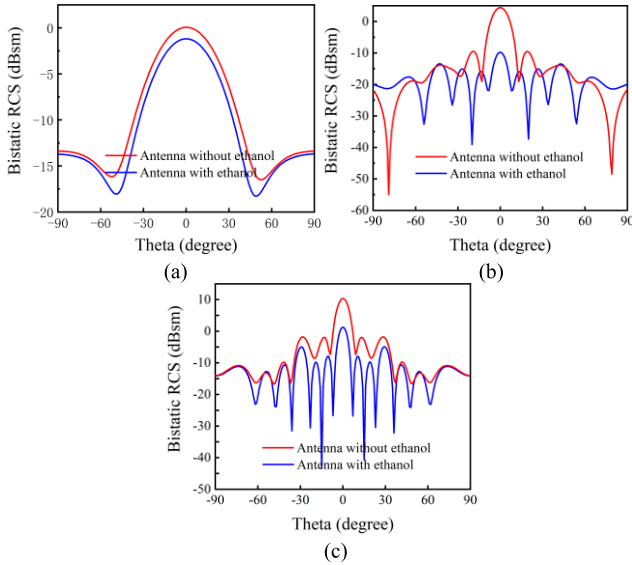 0
−5
−10
−15
−20
Bistatic RCS (dBsm)
Antenna without ethanol
Antenna with ethanol
−90 −60 −30 0 30 60 90
Theta (degree)
(a)
10
0
-10
-20
-30
-40
-50
-60
Bistatic RCS (dBsm)
Antenna without ethanol
Antenna with ethanol
-90 -60 -30 0 30 60 90
Theta (degree)
(b)
10
0
-10
-20
-30
-40
-50
Bistatic RCS (dBsm)
Antenna without ethanol
Antenna with ethanol
-90 -60 -30 0 30 60 90
Theta (degree)
(c)